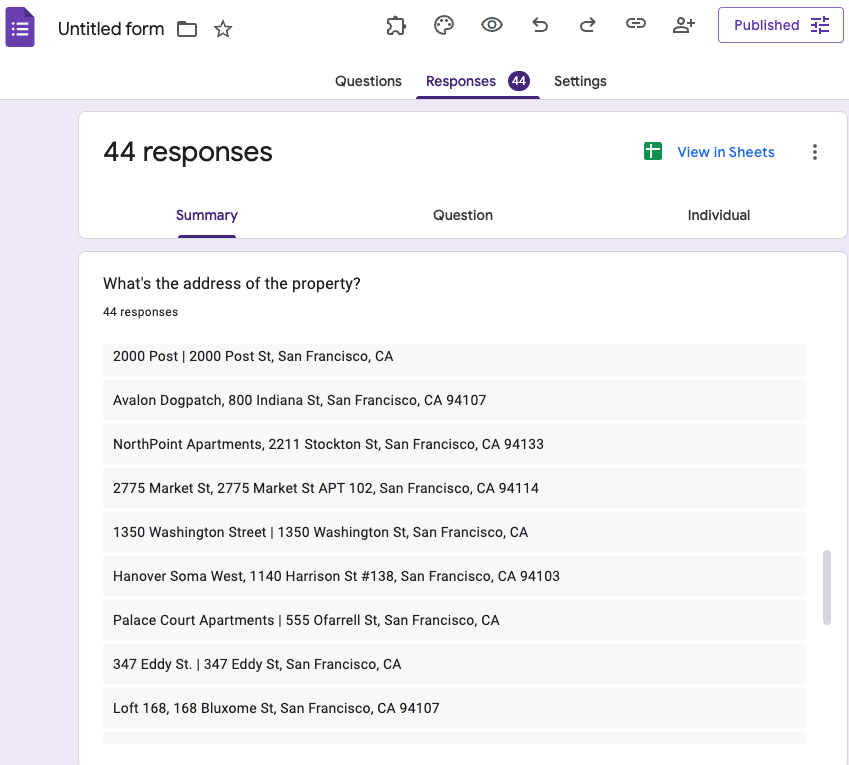 Untitled form
Published
Questions
Responses 44
Settings
44 responses
View in Sheets
Summary
Question
Individual
What's the address of the property?
44 responses
2000 Post | 2000 Post St, San Francisco, CA
Avalon Dogpatch, 800 Indiana St, San Francisco, CA 94107
NorthPoint Apartments, 2211 Stockton St, San Francisco, CA 94133
2775 Market St, 2775 Market St APT 102, San Francisco, CA 94114
1350 Washington Street | 1350 Washington St, San Francisco, CA
Hanover Soma West, 1140 Harrison St #138, San Francisco, CA 94103
Palace Court Apartments | 555 Ofarrell St, San Francisco, CA
347 Eddy St. | 347 Eddy St, San Francisco, CA
Loft 168, 168 Bluxome St, San Francisco, CA 94107